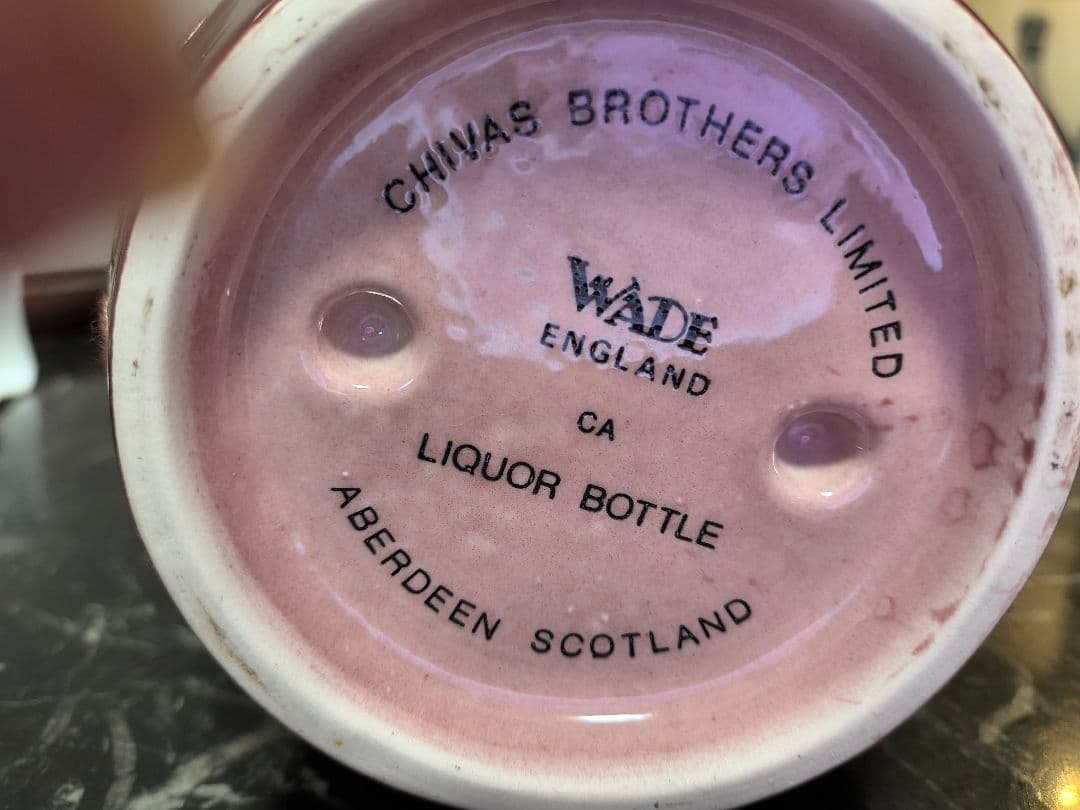 CHIVAS BROTHERS LIMITED
WADE
ENGLAND
CA
LIQUOR BOTTLE
ABERDEEN SCOTLAND